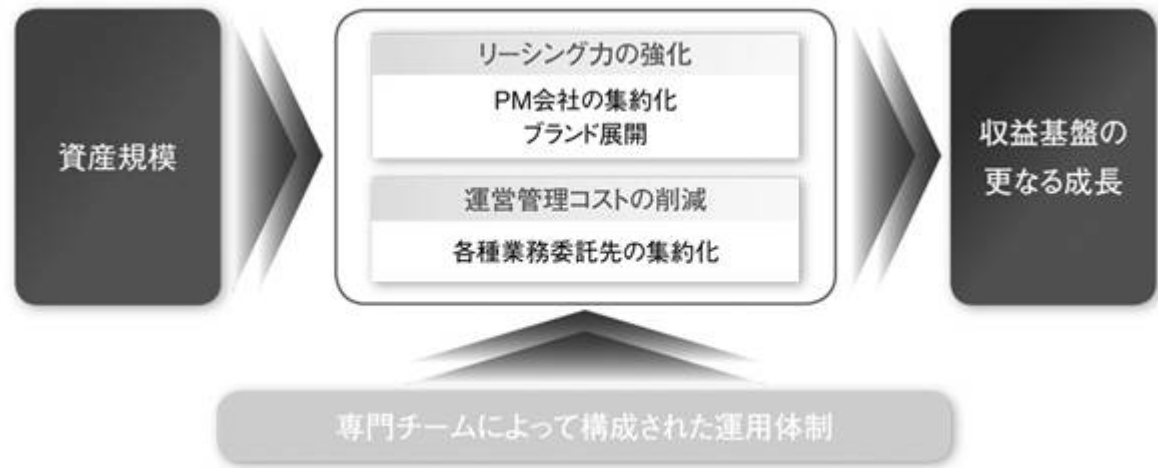 資産規模
リーシング力の強化
PM会社の集約化
ブランド展開
運営管理コストの削減
各種業務委託先の集約化
収益基盤の
更なる成長
専門チームによって構成された運用体制